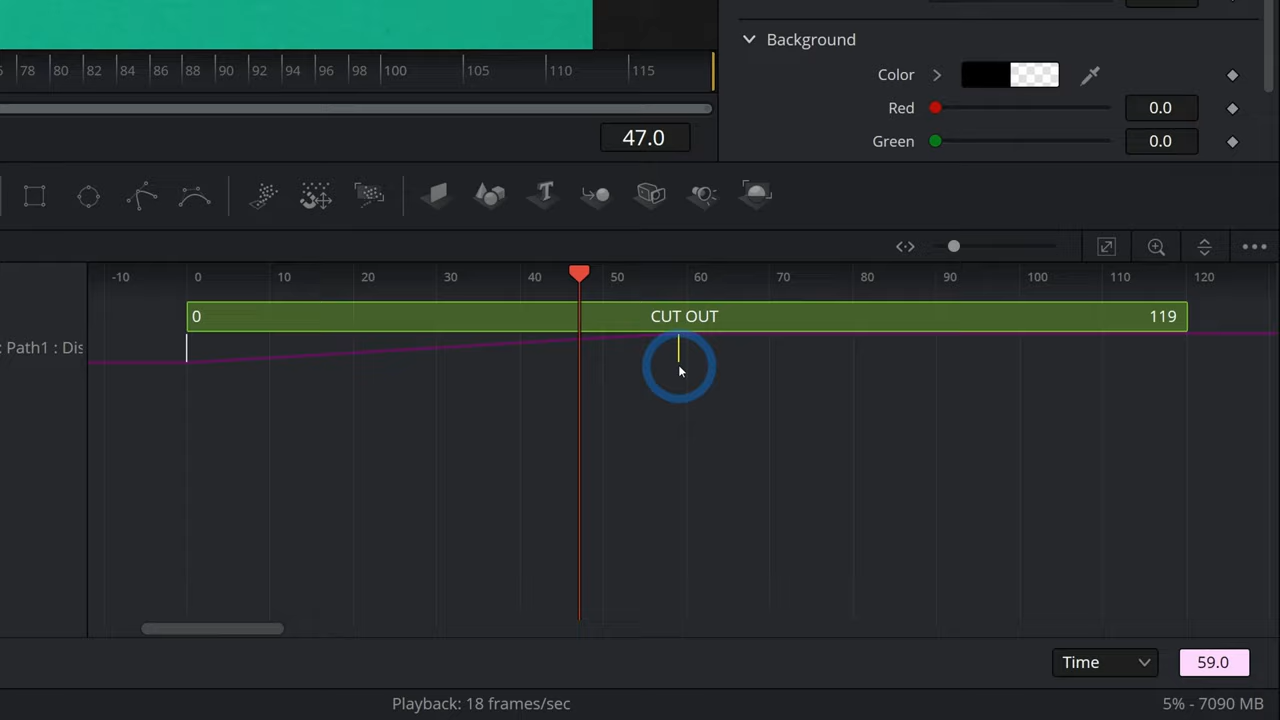 78 80 82 84 86 88 90 92 94 96 98 100 105 110 115
47.0
Background
Color
Red 0.0
Green 0.0
-10 0 10 20 30 40 50 60 70 80 90 100 110 120
0 CUT OUT 119
: Path1 : Dis
Time 59.0
Playback: 18 frames/sec 5% - 7090 MB